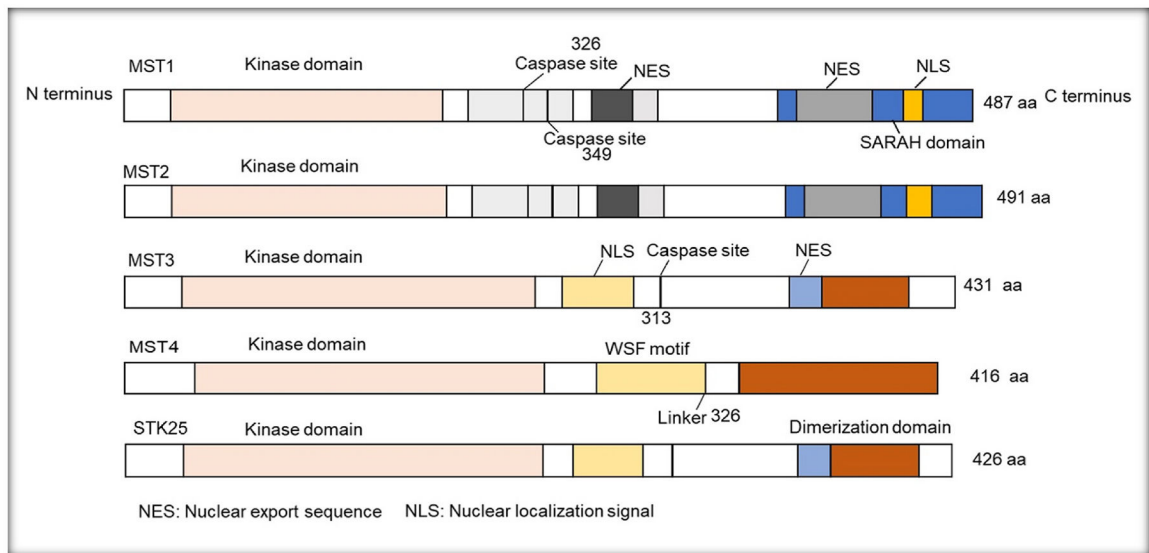 326
MST1 Kinase domain Caspase site NES NES NLS
N terminus 487 aa C terminus
Caspase site SARAH domain
349
MST2 Kinase domain
491 aa
MST3 Kinase domain NLS Caspase site NES
431 aa
313
MST4 Kinase domain WSF motif
416 aa
Linker 326
STK25 Kinase domain Dimerization domain
426 aa
NES: Nuclear export sequence NLS: Nuclear localization signal